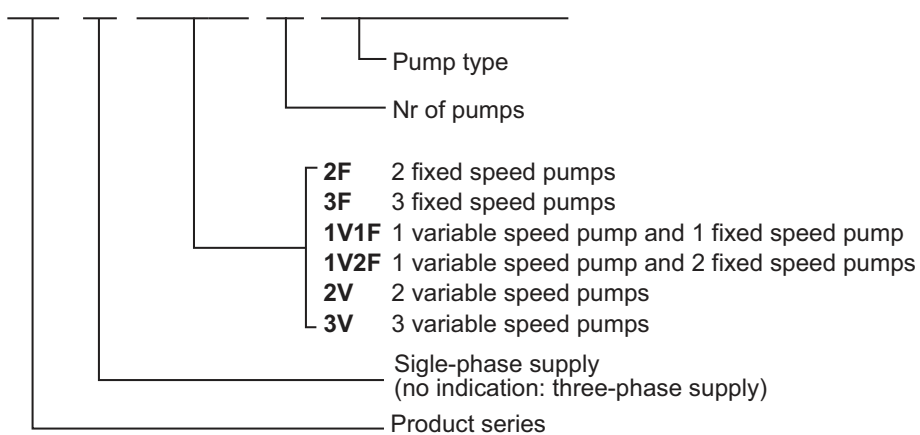 Pump type
Nr of pumps
2F 2 fixed speed pumps
3F 3 fixed speed pumps
1V1F 1 variable speed pump and 1 fixed speed pump
1V2F 1 variable speed pump and 2 fixed speed pumps
2V 2 variable speed pumps
3V 3 variable speed pumps
Sigle-phase supply
(no indication: three-phase supply)
Product series